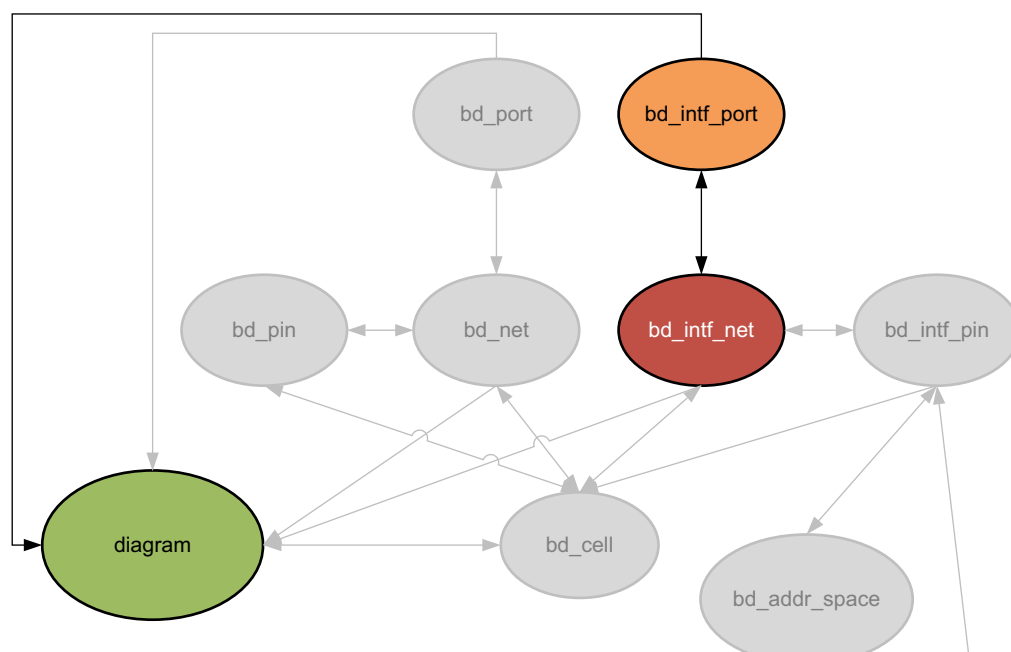 bd_port
bd_intf_port
bd_pin
bd_net
bd_intf_net
bd_intf_pin
diagram
bd_cell
bd_addr_space